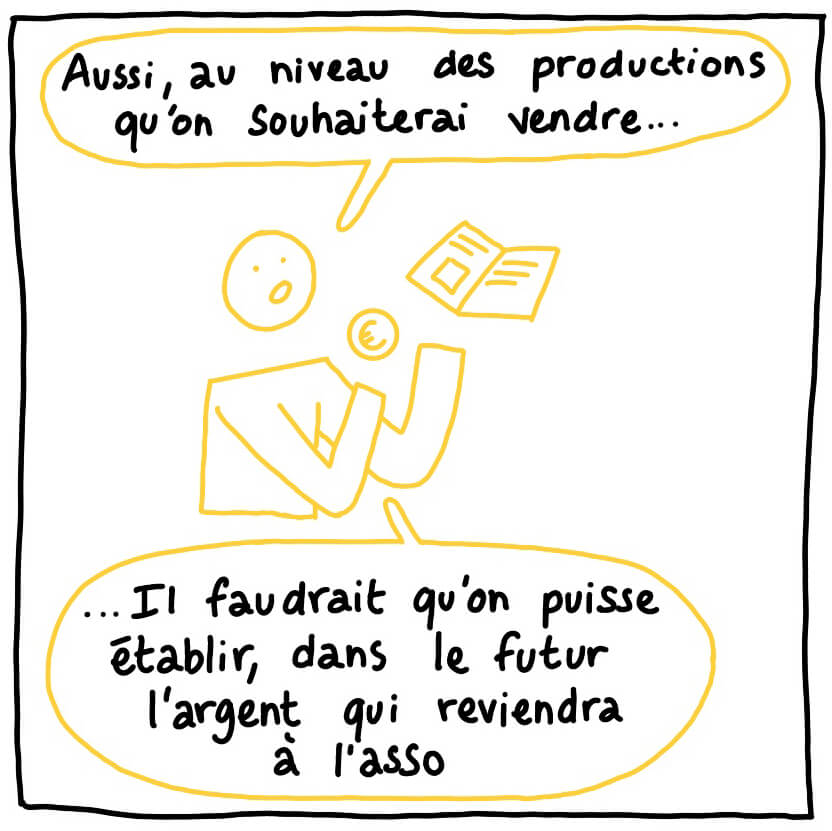 Aussi, au niveau des productions
qu'on souhaiterai vendre...
€
...Il faudrait qu'on puisse
établir, dans le futur
l'argent qui reviendra
à l'asso